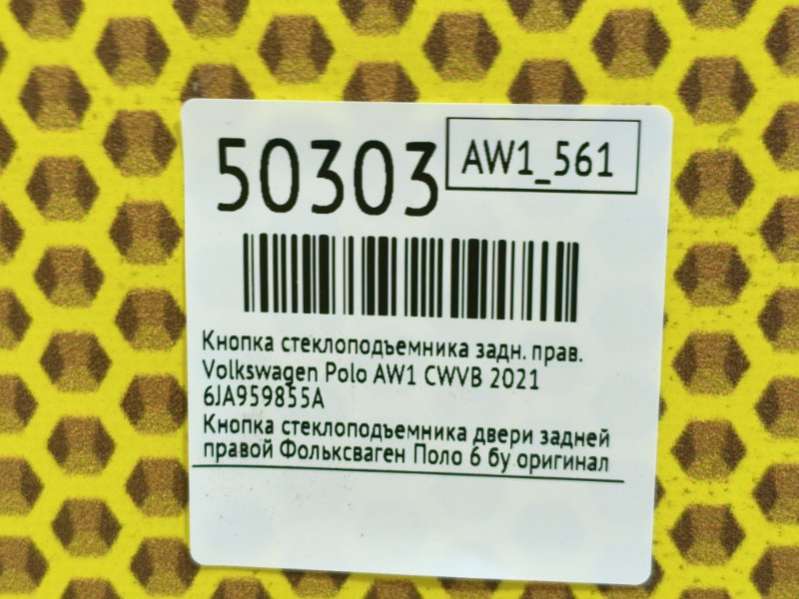 50303
AW1_561
Кнопка стеклоподъемника задн. прав.
Volkswagen Polo AW1 CWVB 2021
6JA959855A
Кнопка стеклоподъемника двери задней
правой Фольксваген Поло 6 бу оригинал